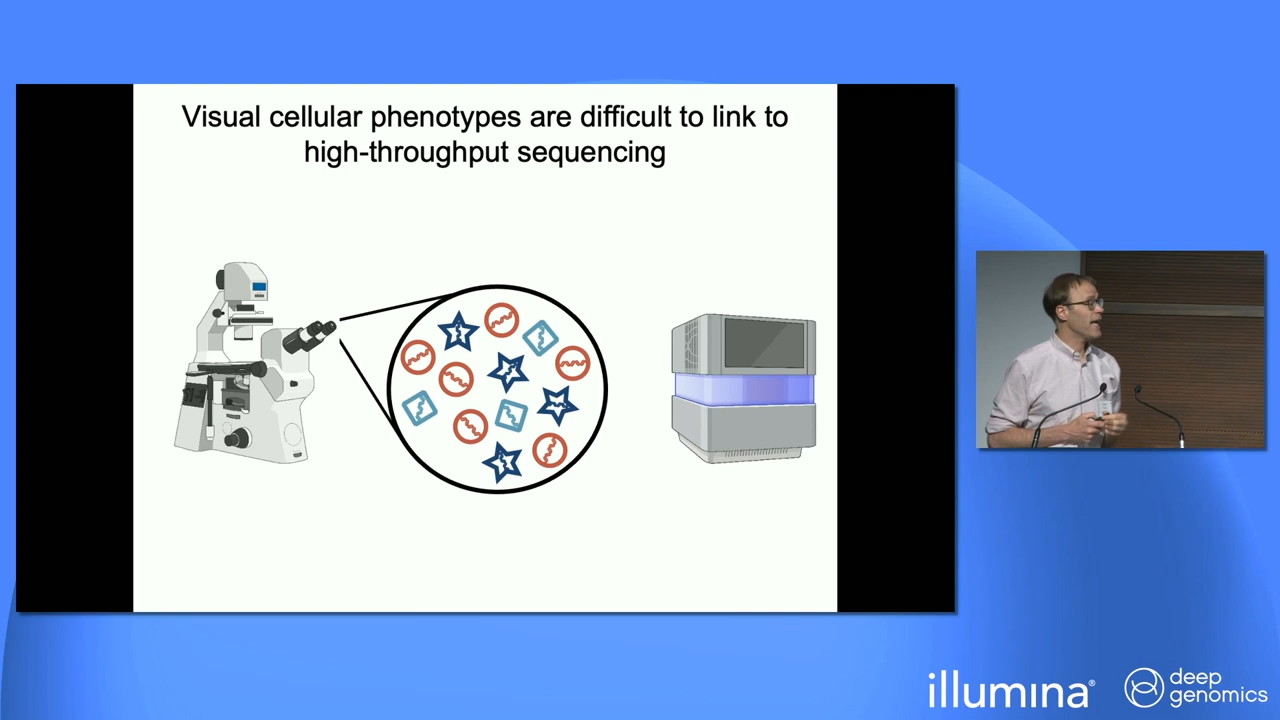 Visual cellular phenotypes are difficult to link to
high-throughput sequencing
illumina®
deep
genomics